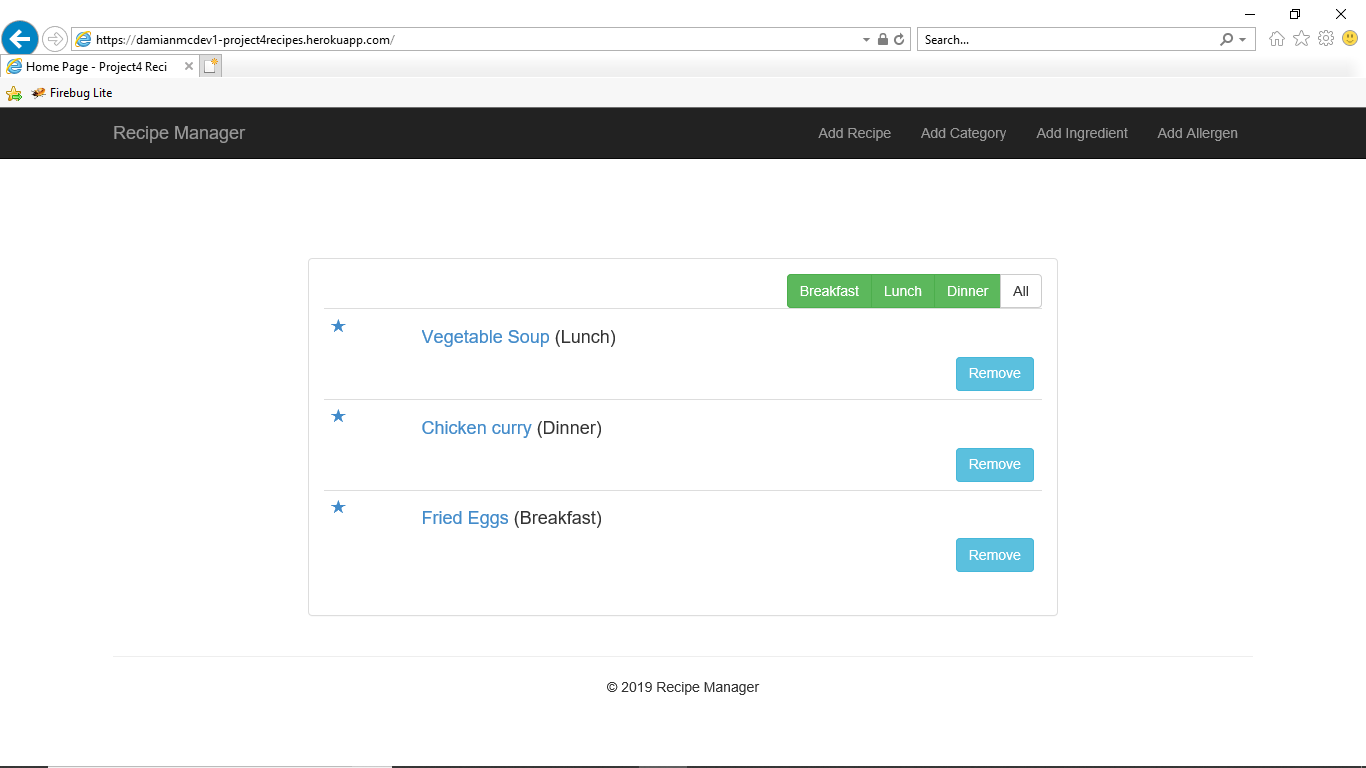 https://damianmcdev1-project4recipes.herokuapp.com/
Search...
Home Page - Project4 Reci
Firebug Lite
Recipe Manager Add Recipe Add Category Add Ingredient Add Allergen
Breakfast Lunch Dinner All
Vegetable Soup (Lunch)
Remove
Chicken curry (Dinner)
Remove
Fried Eggs (Breakfast)
Remove
© 2019 Recipe Manager